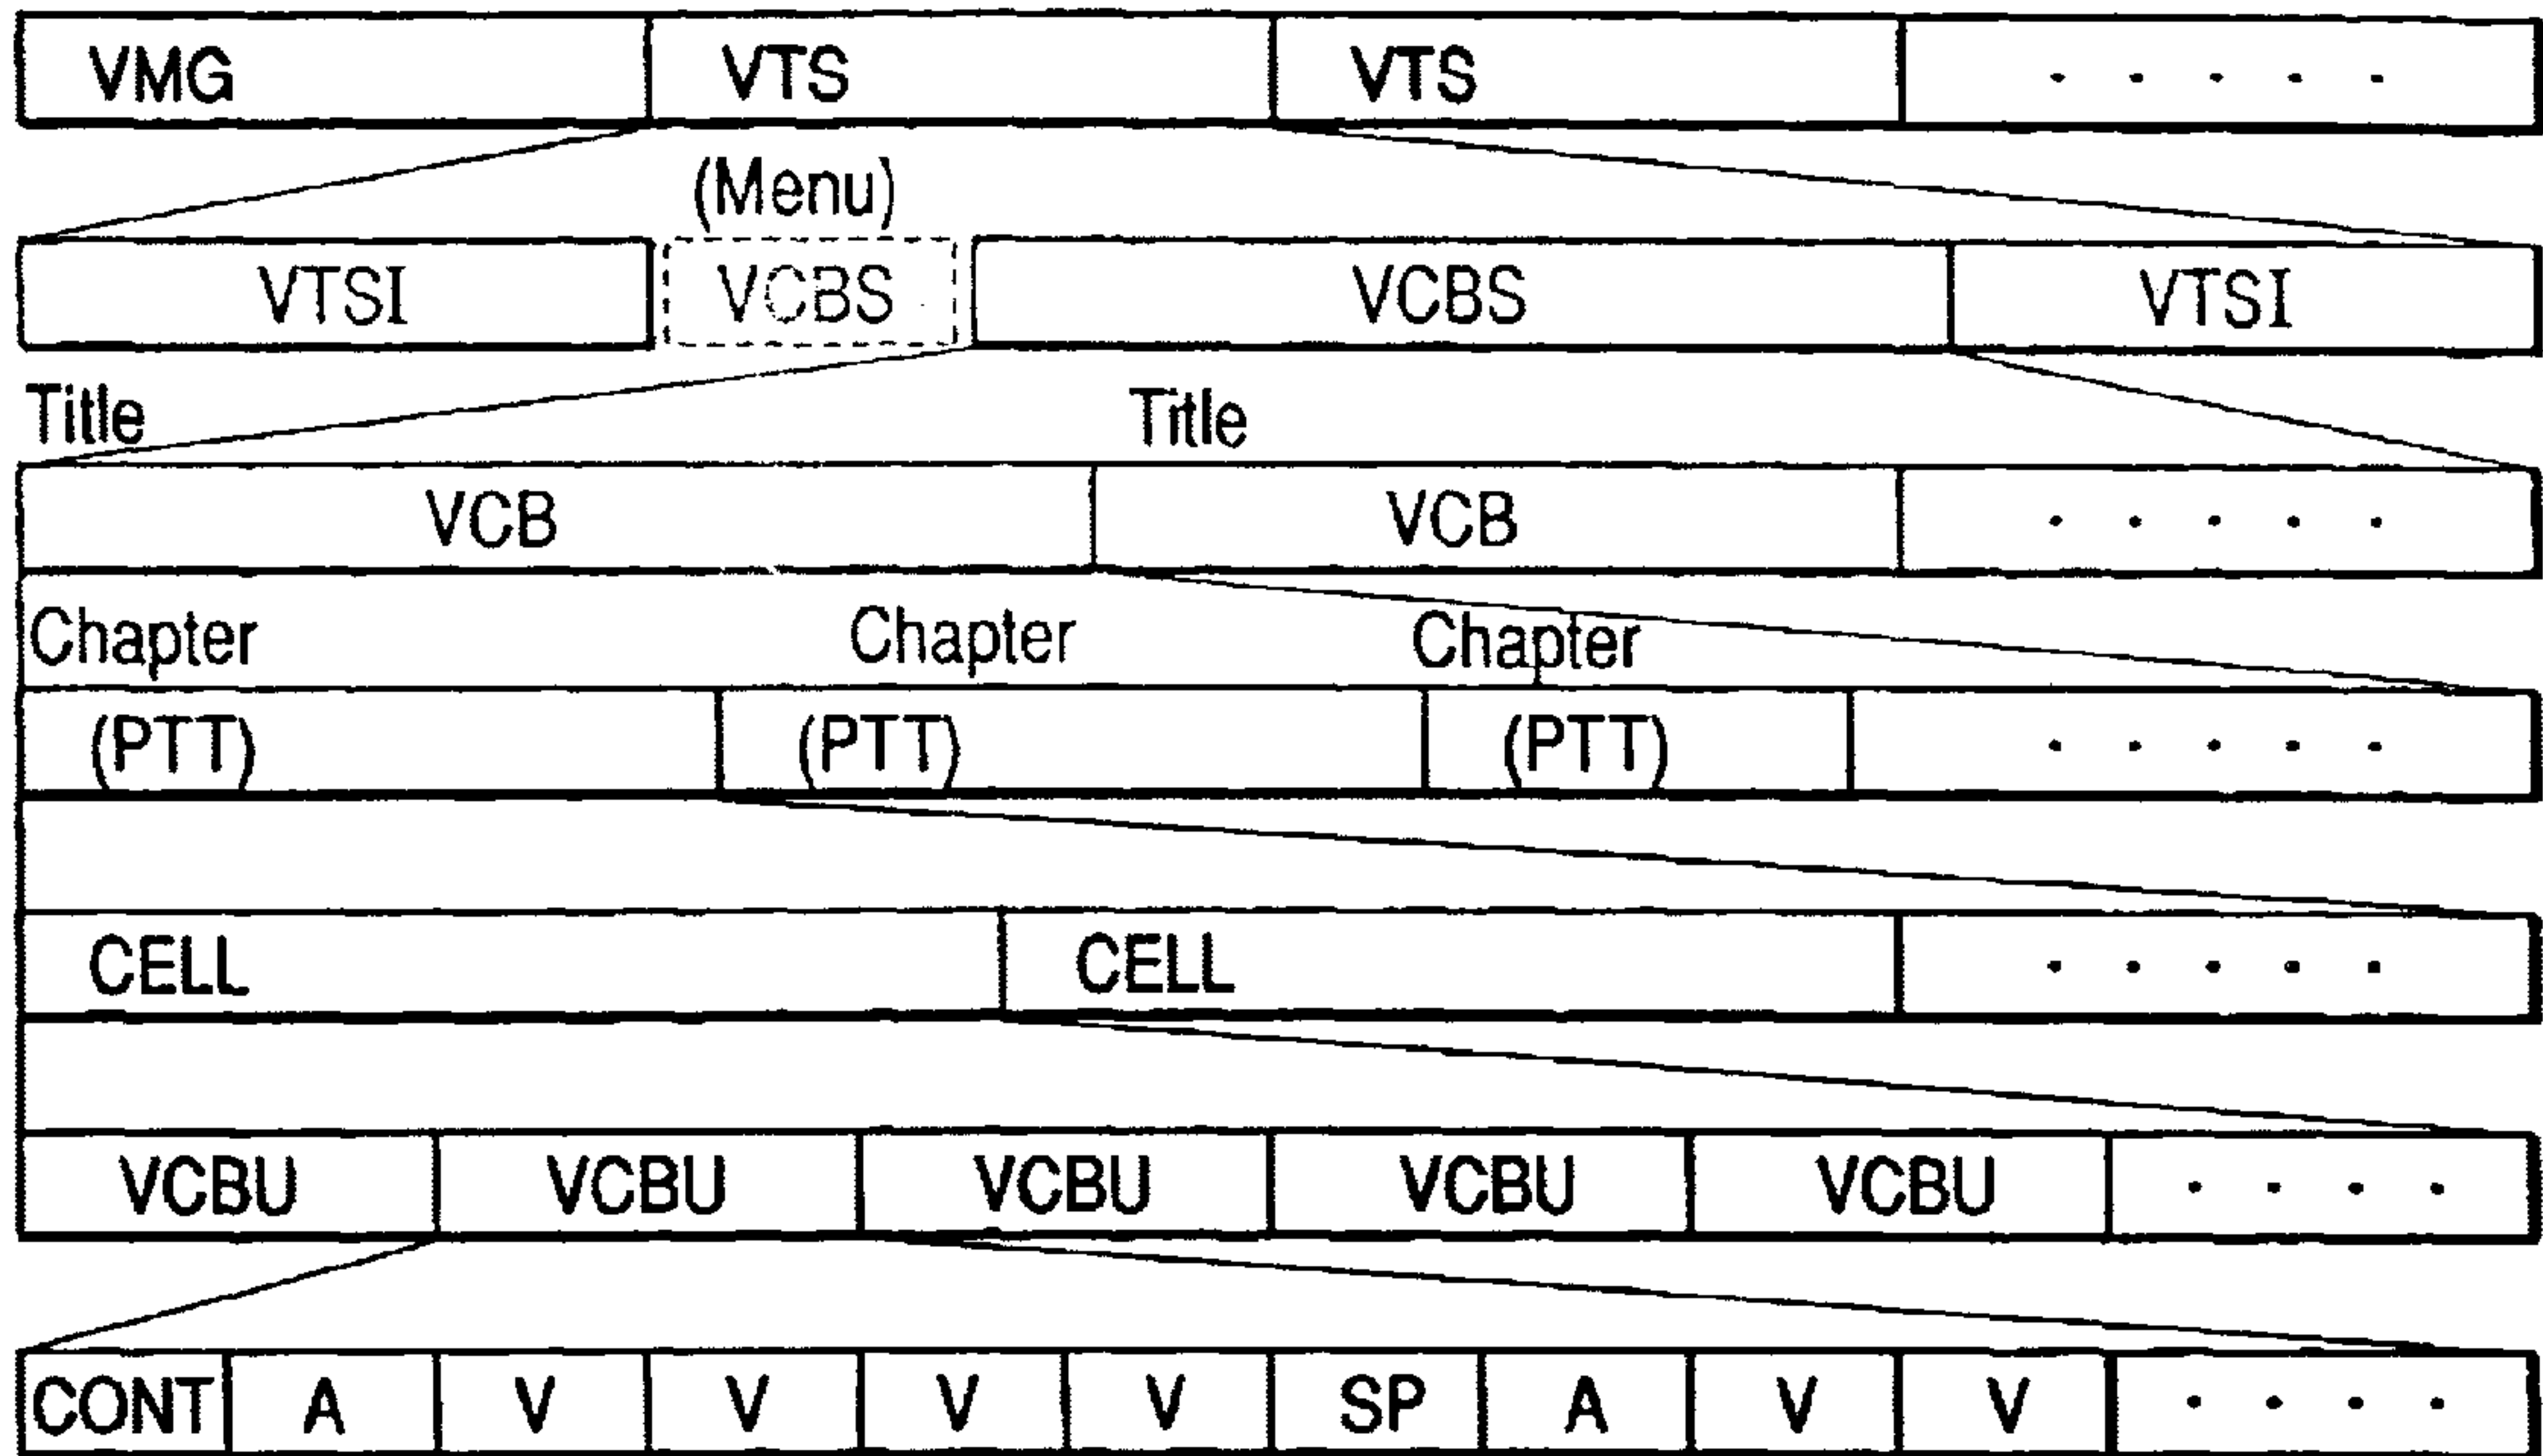 VMG VTS VTS . . . . .
(Menu)
VTSI VCBS VCBS VTSI
Title Title
VCB VCB . . . . .
Chapter Chapter Chapter
(PTT) (PTT) (PTT) . . . . .
CELL CELL . . . . .
VCBU VCBU VCBU VCBU VCBU . . . .
CONT A V V V V SP A V V . . . .